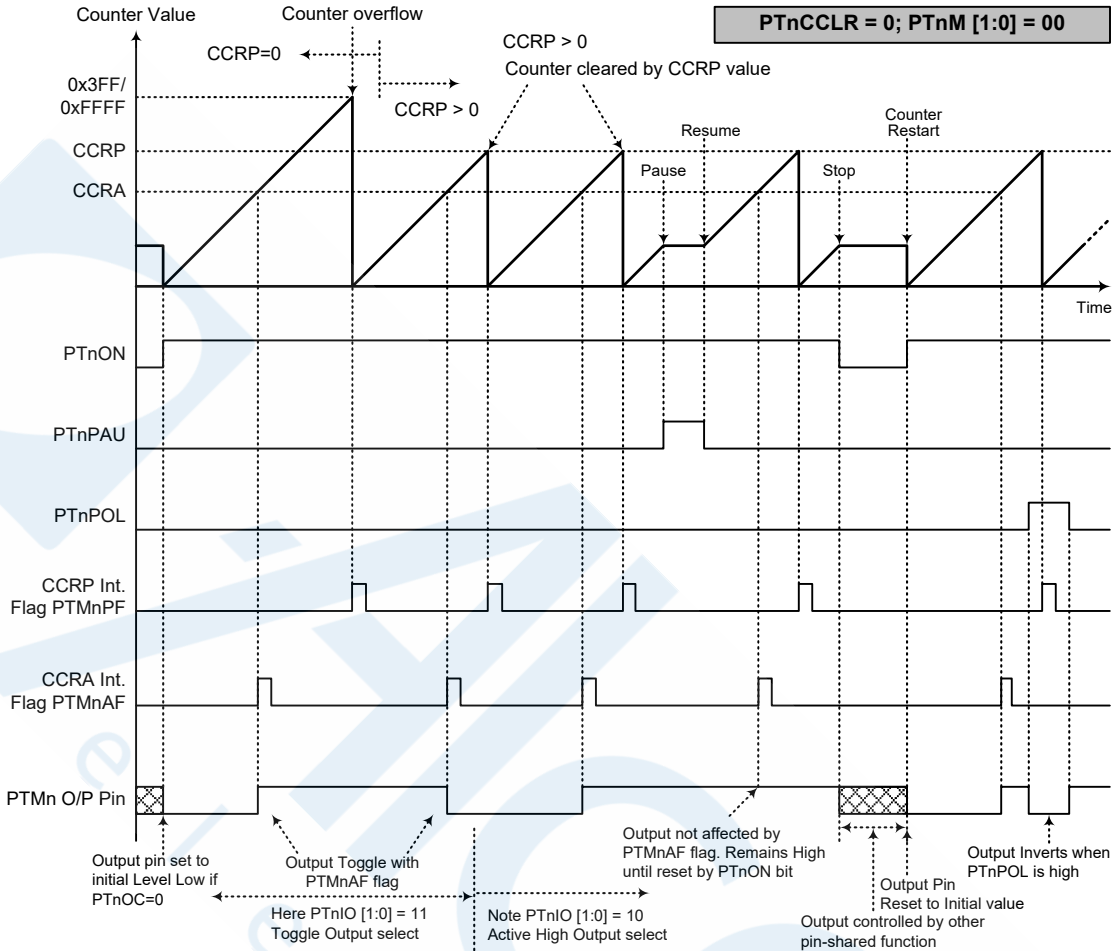 Counter Value
Counter overflow
PTnCCLR = 0; PTnM [1:0] = 00
CCRP=0
CCRP > 0
CCRP > 0
Counter cleared by CCRP value
0x3FF/
0xFFFF
CCRP
CCRA
Pause
Resume
Stop
Counter
Restart
Time
PTnON
PTnPAU
PTnPOL
CCRP Int.
Flag PTMnPF
CCRA Int.
Flag PTMnAF
PTMn O/P Pin
Output pin set to
initial Level Low if
PTnOC=0
Output Toggle with
PTMnAF flag
Here PTnIO [1:0] = 11
Toggle Output select
Note PTnIO [1:0] = 10
Active High Output select
Output not affected by
PTMnAF flag. Remains High
until reset by PTnON bit
Output controlled by other
pin-shared function
Output Pin
Reset to Initial value
Output Inverts when
PTnPOL is high